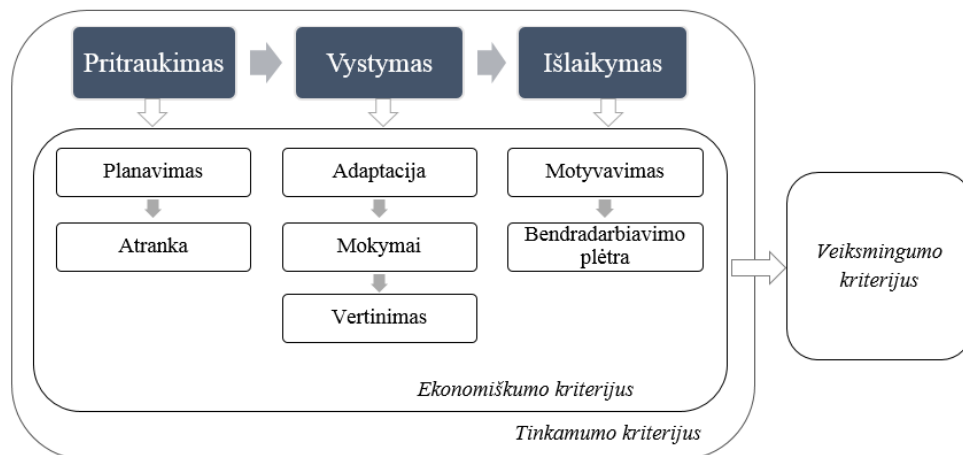 Pritraukimas
Vystymas
Išlaikymas
Planavimas
Atranka
Adaptacija
Mokymai
Vertinimas
Motyvavimas
Bendradarbiavimo
plėtra
Ekonomiškumo kriterijus
Tinkamumo kriterijus
Veiksmingumo
kriterijus